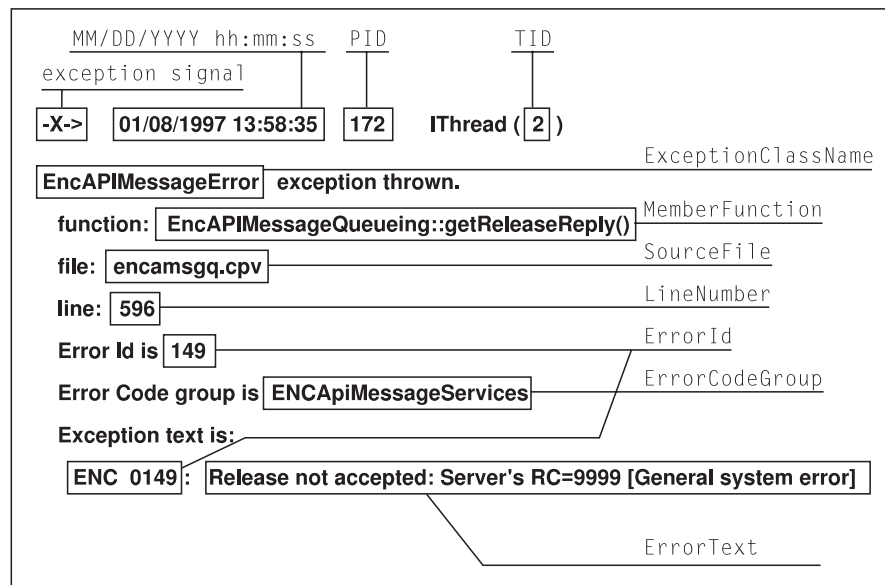 MM/DD/YYYY hh:mm:ss PID TID
exception signal
-X-> 01/08/1997 13:58:35 172 IThread ( 2 )
ExceptionClassName
EncAPIMessageError exception thrown.
function: EncAPIMessageQueueing::getReleaseReply() MemberFunction
file: encamsgq.cpv SourceFile
line: 596 LineNumber
Error Id is 149 ErrorId
Error Code group is ENCApiMessageServices ErrorCodeGroup
Exception text is:
ENC 0149 : Release not accepted: Server's RC=9999 [General system error]
ErrorText